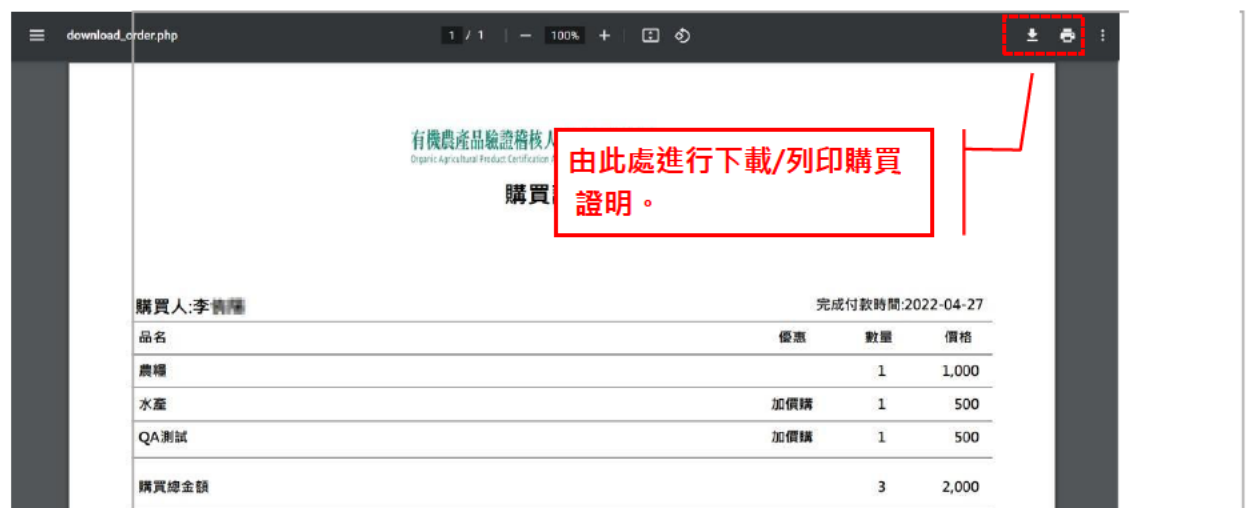 download_order.php 1 / 1 — 100% +
有機農產品驗證稽核人
Organic Agricultural Product Certification
由此處進行下載/列印購買
證明。
購買
購買人:李
完成付款時間:2022-04-27
品名 優惠 數量 價格
農糧 1 1,000
水產 加價購 1 500
QA測試 加價購 1 500
購買總金額 3 2,000